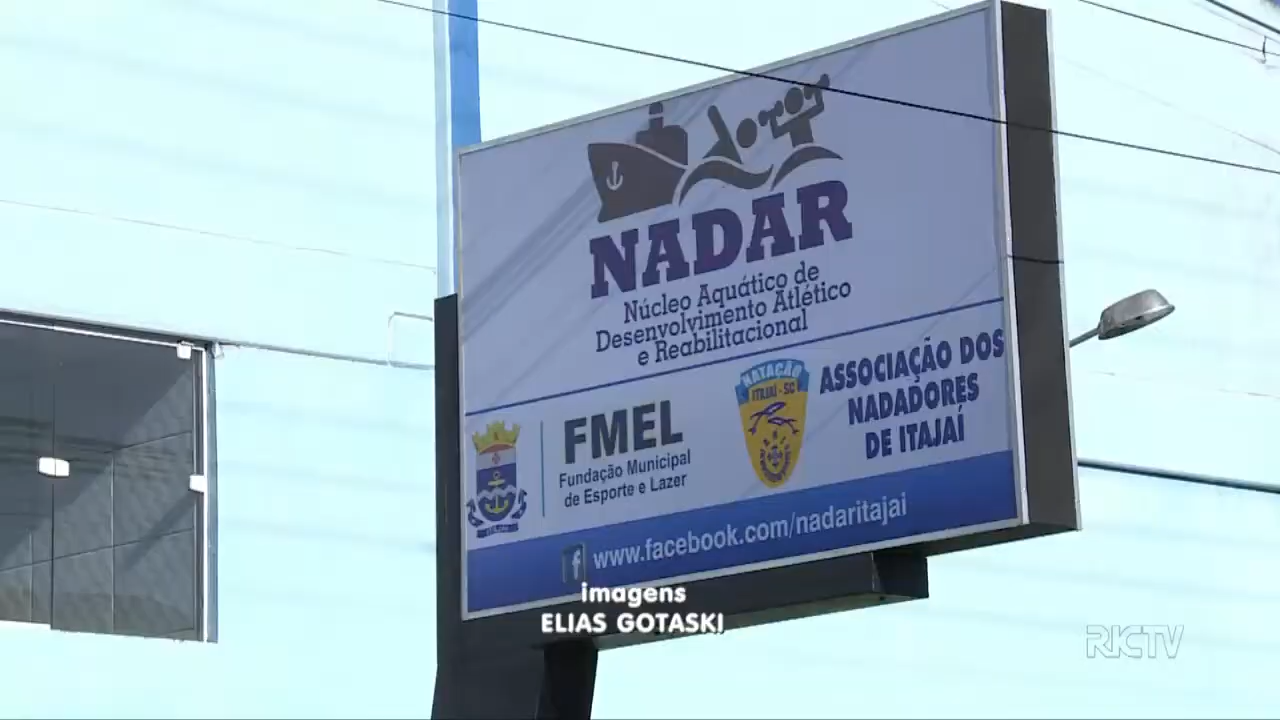 NADAR
Núcleo Aquático de
Desenvolvimento Atlético
e Reabilitacional
NATAÇÃO
ITAJAÍ - SC
ASSOCIAÇÃO DOS
NADADORES
DE ITAJAÍ
FMEL
Fundação Municipal
de Esporte e Lazer
ITAJAÍ
f www.facebook.com/nadaritajai
imagens
ELIAS GOTASKI
RICTV